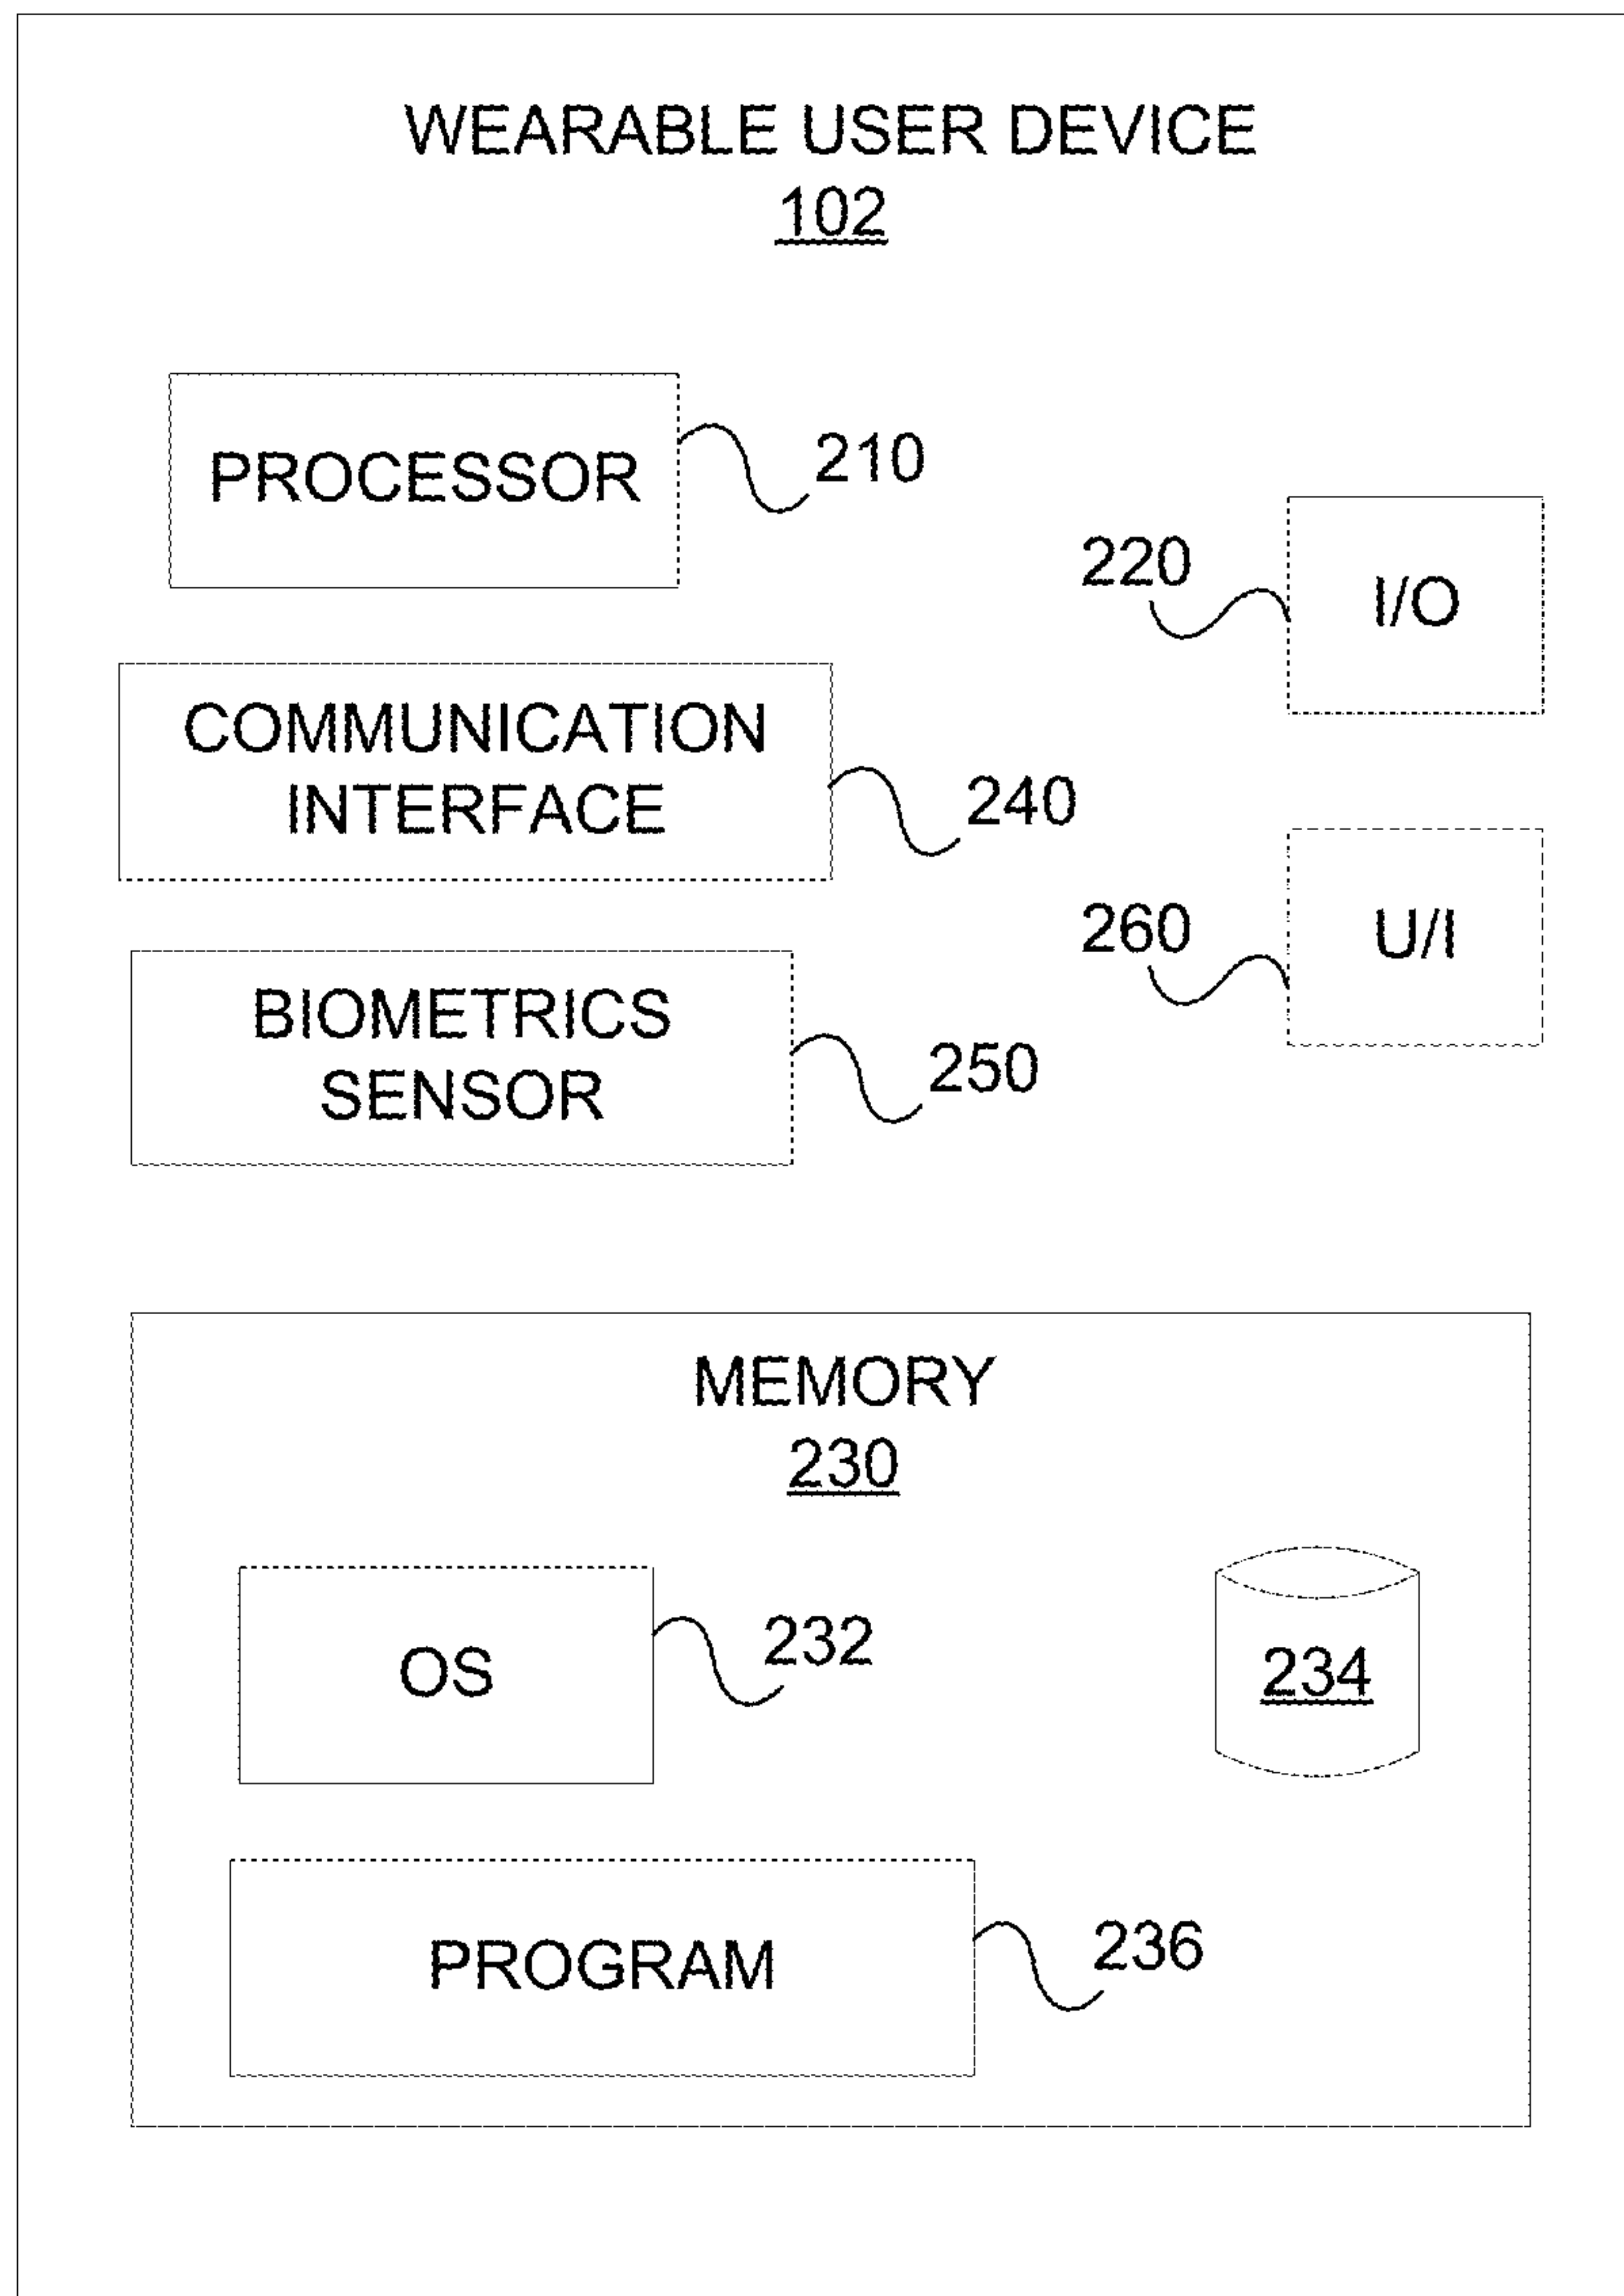 WEARABLE USER DEVICE
102
PROCESSOR
210
220
I/O
COMMUNICATION
INTERFACE
240
260
U/I
BIOMETRICS
SENSOR
250
MEMORY
230
OS
232
234
PROGRAM
236